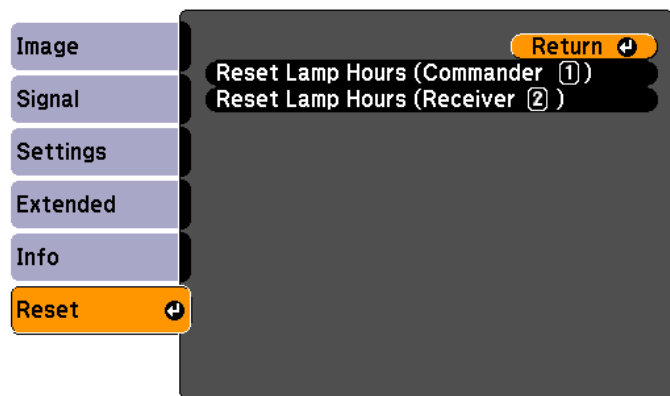 Image
Signal
Settings
Extended
Info
Reset
Return
Reset Lamp Hours (Commander 1)
Reset Lamp Hours (Receiver 2 )